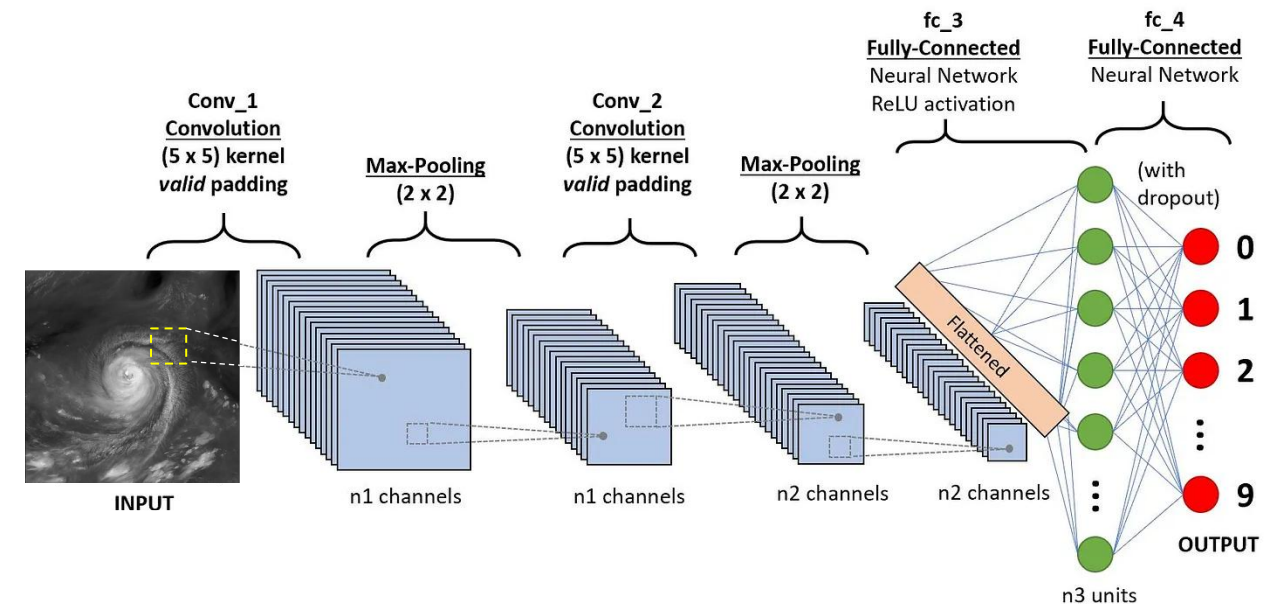 Conv_1
Convolution
(5 x 5) kernel
valid padding
Max-Pooling
(2 x 2)
Conv_2
Convolution
(5 x 5) kernel
valid padding
Max-Pooling
(2 x 2)
fc_3
Fully-Connected
Neural Network
ReLU activation
fc_4
Fully-Connected
Neural Network
(with
dropout)
Flattened
0
1
2
9
INPUT
n1 channels
n1 channels
n2 channels
n2 channels
n3 units
OUTPUT